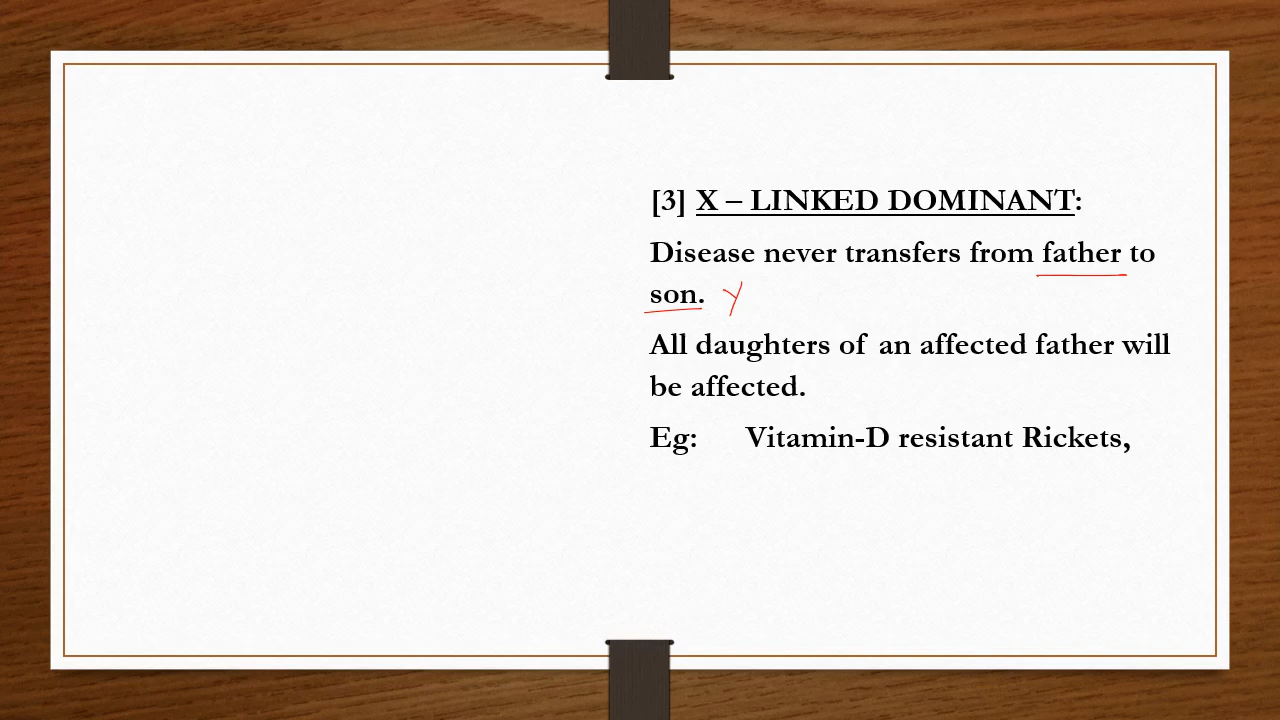 [3] X – LINKED DOMINANT:
Disease never transfers from father to
son. Y
All daughters of an affected father will
be affected.
Eg: Vitamin-D resistant Rickets,